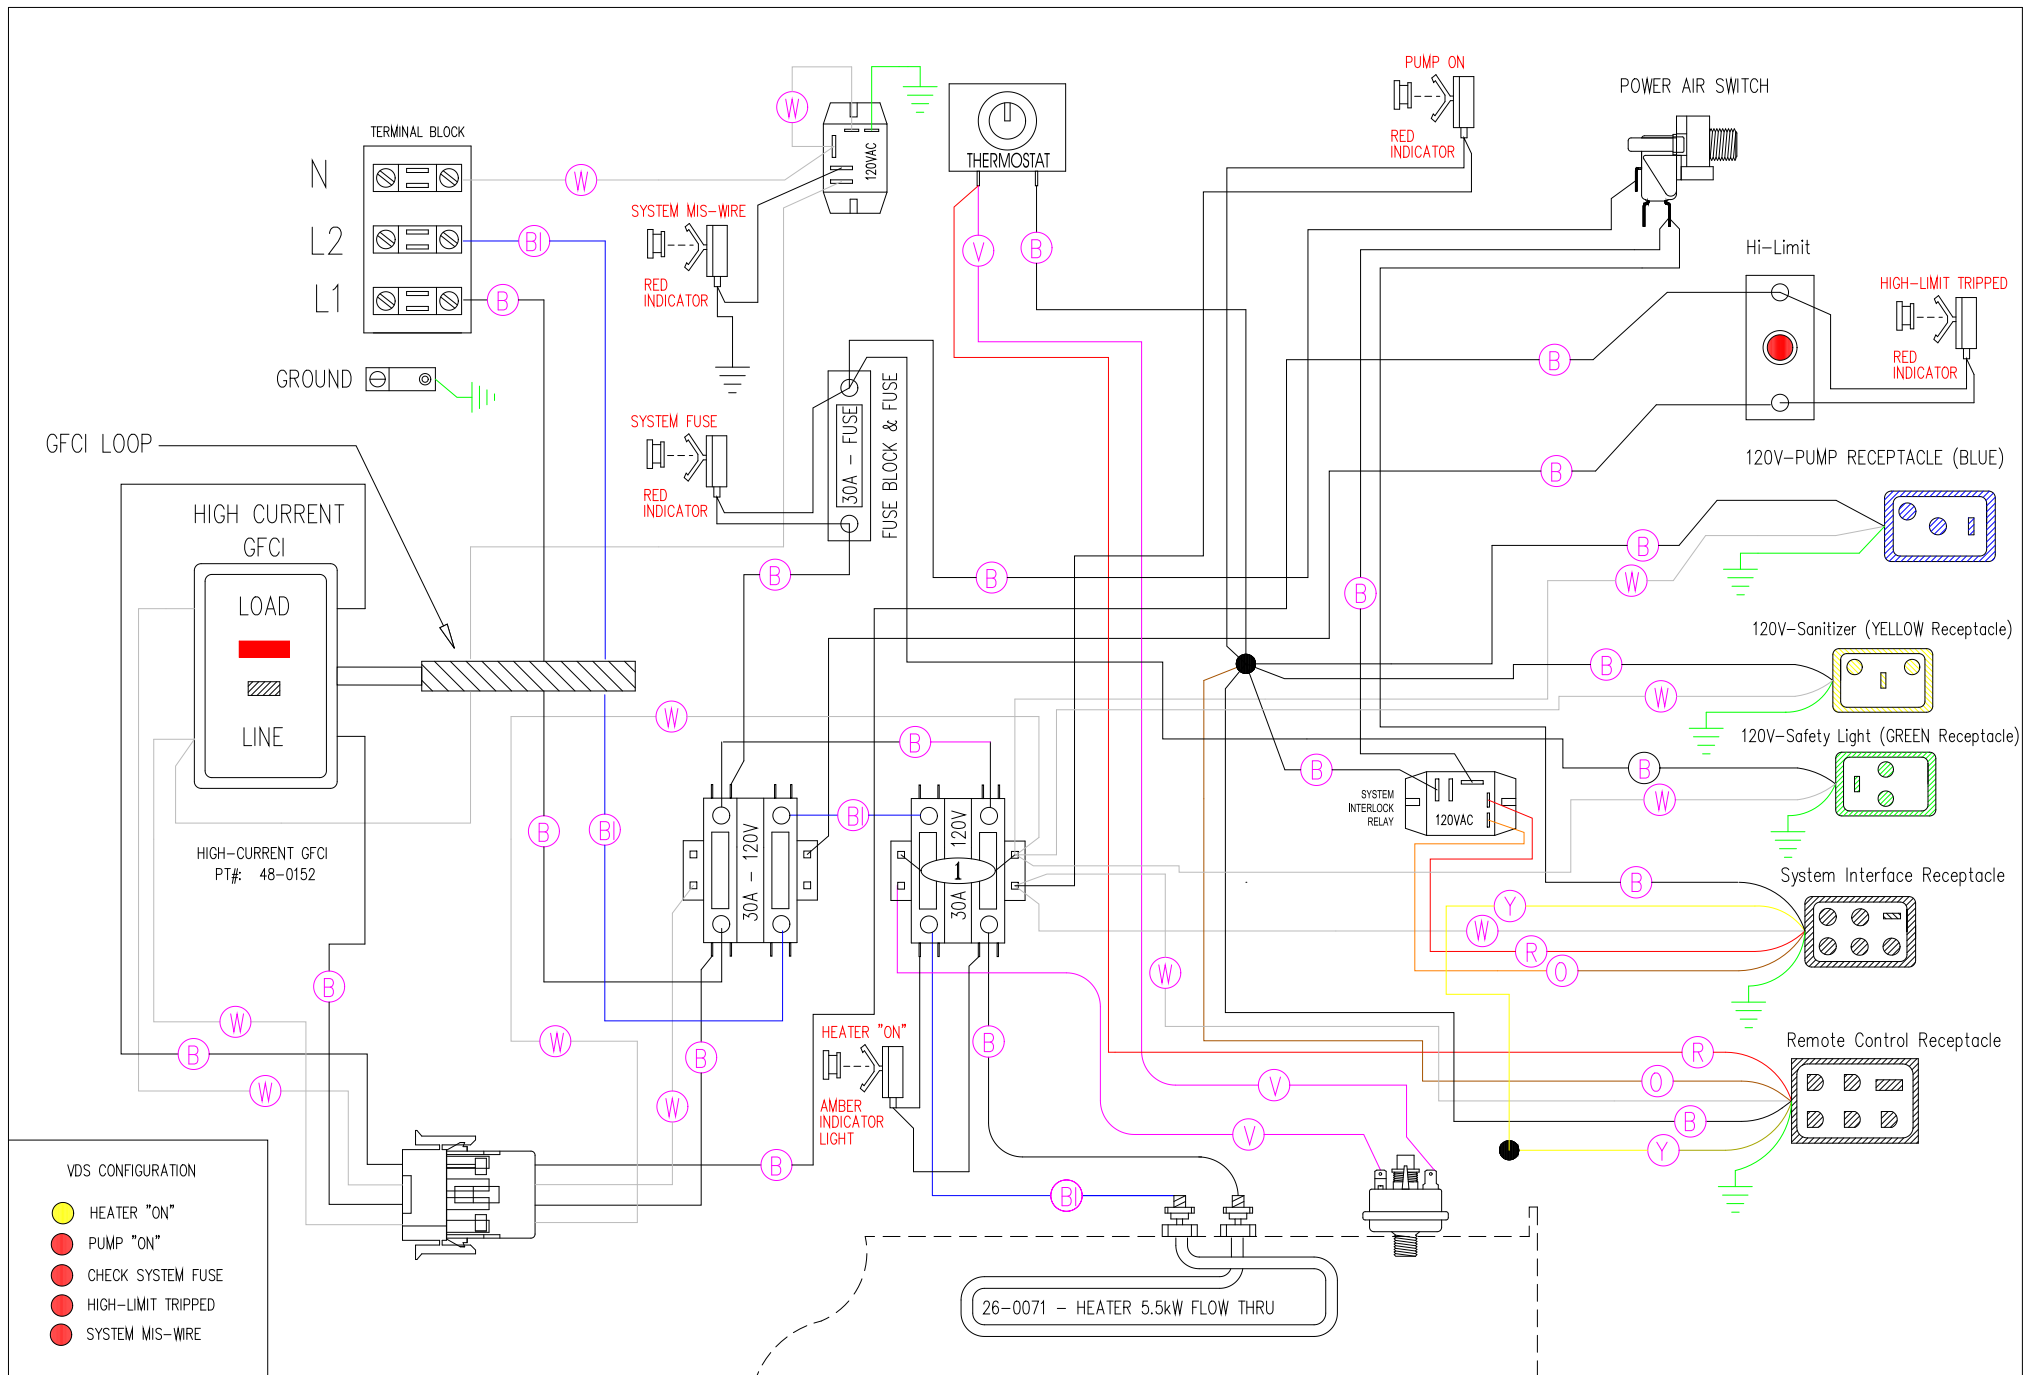 PUMP ON
RED
INDICATOR
POWER AIR SWITCH
TERMINAL BLOCK
N
L2
L1
W
W
BI
B
120VAC
THERMOSTAT
V
B
SYSTEM MIS-WIRE
RED
INDICATOR
Hi-Limit
HIGH-LIMIT TRIPPED
RED
INDICATOR
B
B
GROUND
GFCI LOOP
SYSTEM FUSE
RED
INDICATOR
30A - FUSE
FUSE BLOCK & FUSE
120V-PUMP RECEPTACLE (BLUE)
B
W
HIGH CURRENT
GFCI
LOAD
LINE
HIGH-CURRENT GFCI
PT#: 48-0152
B
B
B
120V-Sanitizer (YELLOW Receptacle)
B
W
120V-Safety Light (GREEN Receptacle)
B
W
W
B
B
SYSTEM
INTERLOCK
RELAY
120VAC
B
BI
BI
30A - 120V
30A
120V
1
System Interface Receptacle
B
Y
W
R
O
B
W
B
W
W
B
W
B
W
HEATER "ON"
AMBER
INDICATOR
LIGHT
B
W
Remote Control Receptacle
R
V
O
B
V
Y
B
BI
26-0071 - HEATER 5.5kW FLOW THRU
VDS CONFIGURATION
HEATER "ON"
PUMP "ON"
CHECK SYSTEM FUSE
HIGH-LIMIT TRIPPED
SYSTEM MIS-WIRE